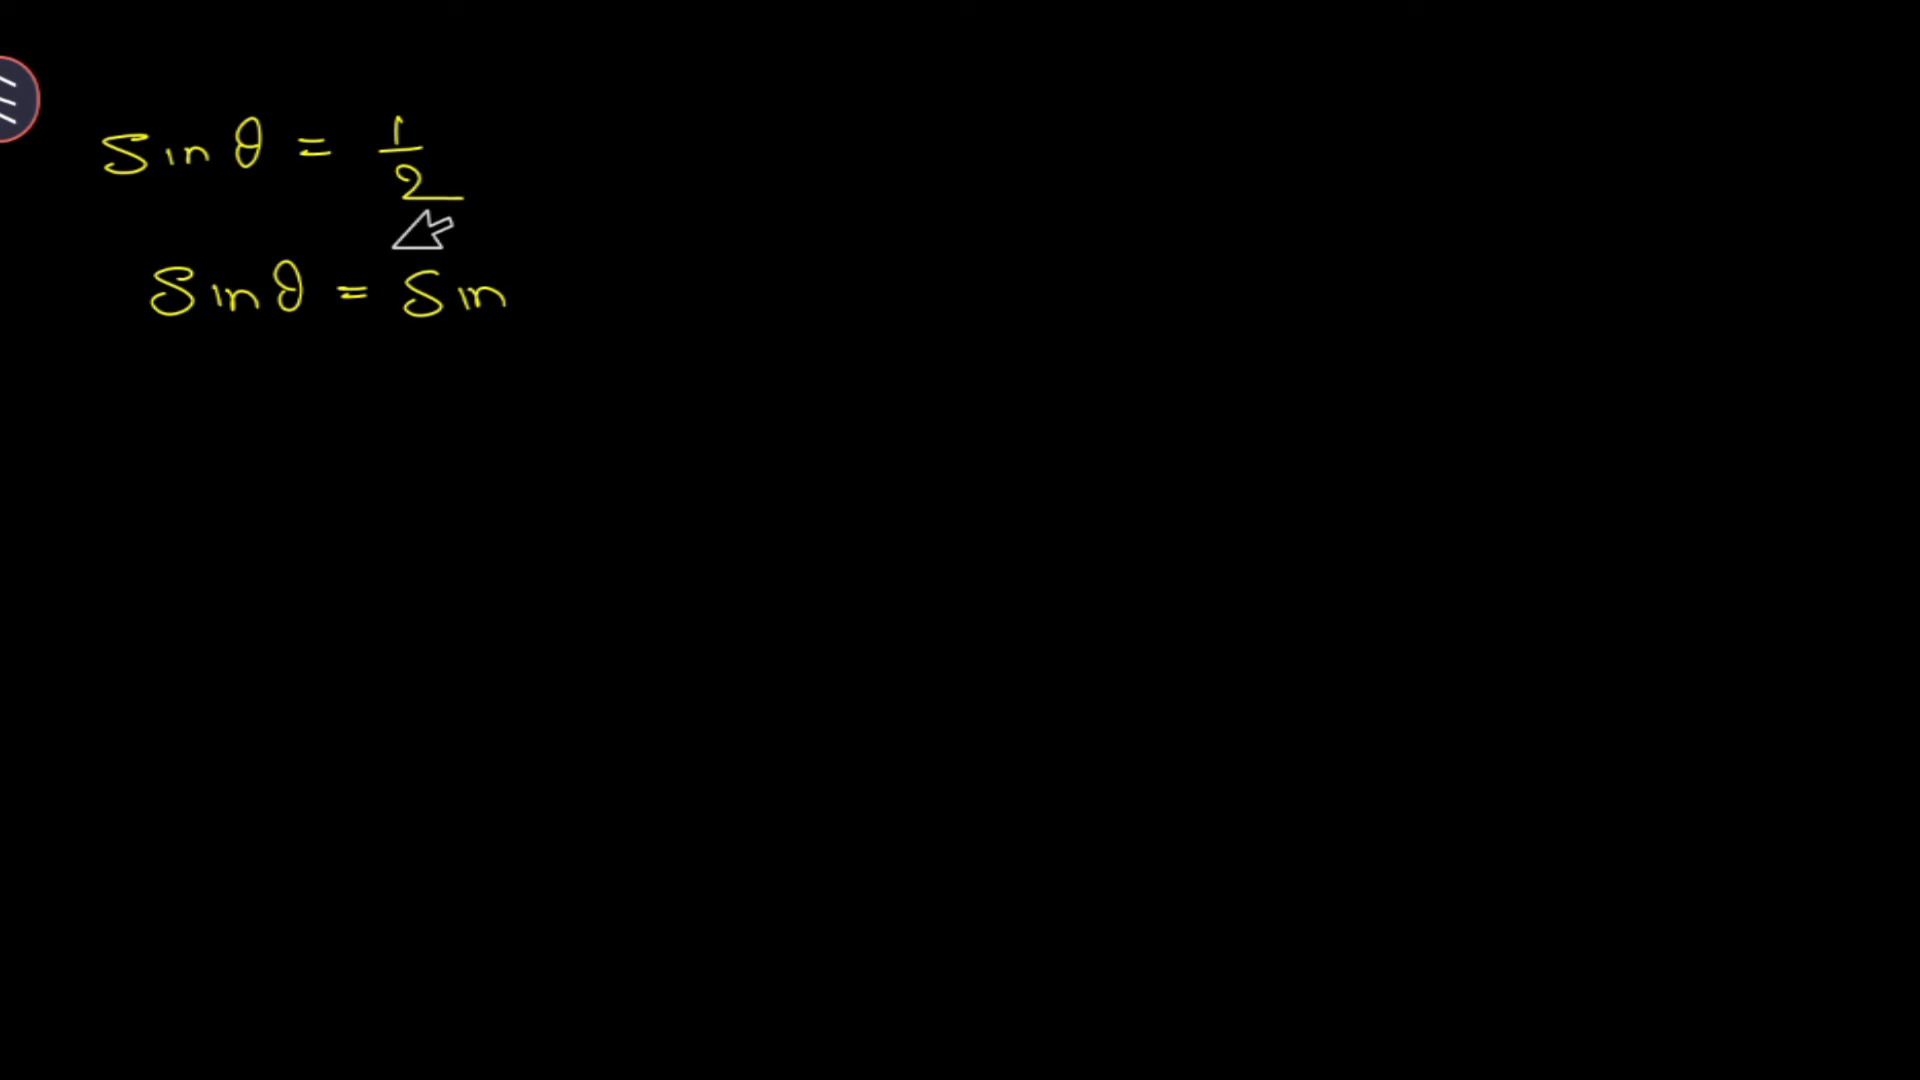 sin θ = 1/2
sin θ = sin